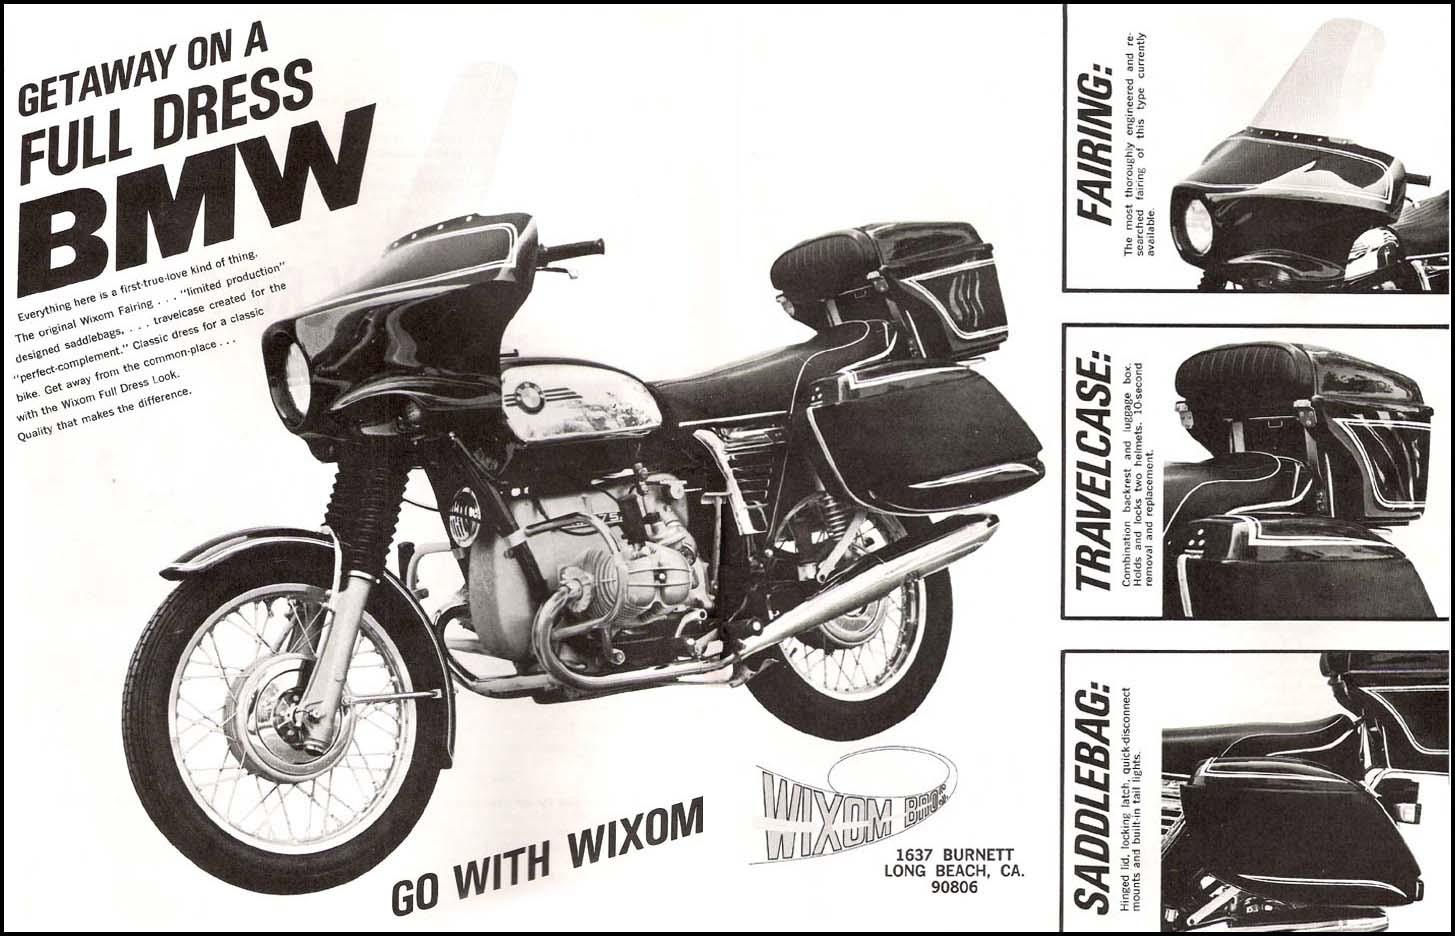 GETAWAY ON A
FULL DRESS
BMW
Everything here is a first-true-love kind of thing.
The original Wixom Fairing . . . "limited production"
designed saddlebags, . . . travelcase created for the
"perfect-complement." Classic dress for a classic
bike. Get away from the common-place . . .
with the Wixom Full Dress Look.
Quality that makes the difference.
GO WITH WIXOM
WIXOM BROS.
1637 BURNETT
LONG BEACH, CA.
90806
FAIRING:
The most thoroughly engineered and re-
searched fairing of this type currently
available.
TRAVELCASE:
Combination backrest and luggage box.
Holds and locks two helmets. 10-second
removal and replacement.
SADDLEBAG:
Hinged lid, locking latch, quick-disconnect
mounts and built-in tail lights.